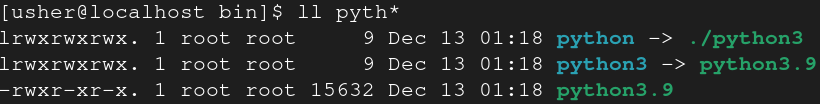 [usher@localhost bin]$ ll pyth*
lrwxrwxrwx. 1 root root     9 Dec 13 01:18 python -> ./python3
lrwxrwxrwx. 1 root root     9 Dec 13 01:18 python3 -> python3.9
-rwxr-xr-x. 1 root root 15632 Dec 13 01:18 python3.9